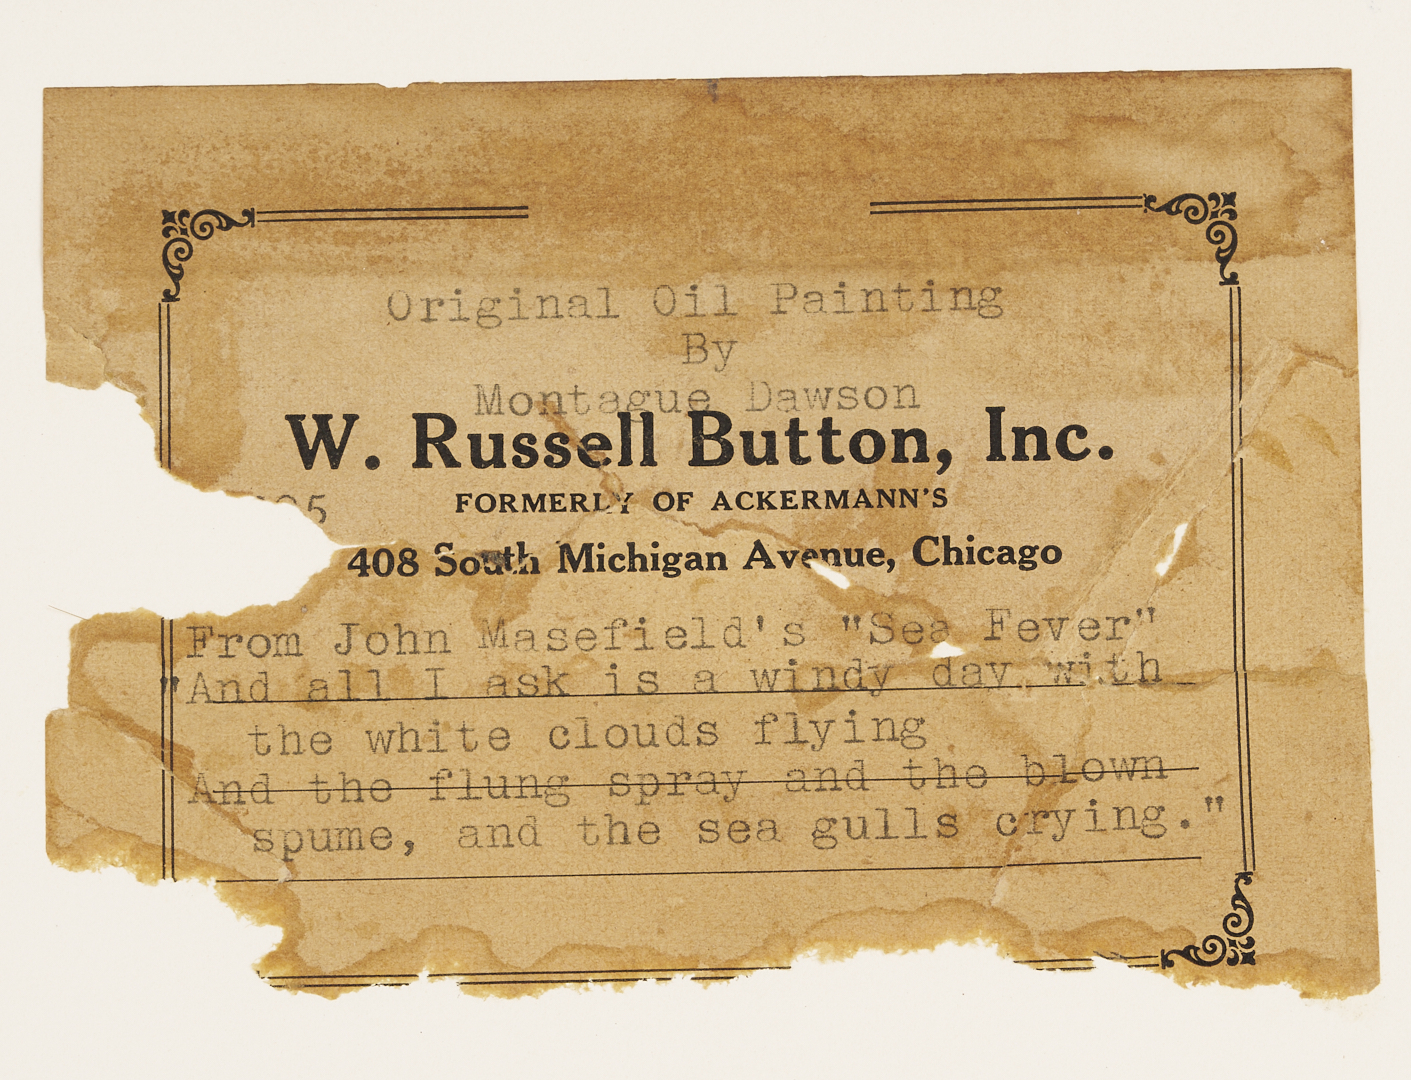 Original Oil Painting
By
Montague Dawson
W. Russell Button, Inc.
FORMERLY OF ACKERMANN'S
5
408 South Michigan Avenue, Chicago
From John Masefield's "Sea Fever"
"And all I ask is a windy day with
the white clouds flying
And the flung spray and the blown
spume, and the sea gulls crying."